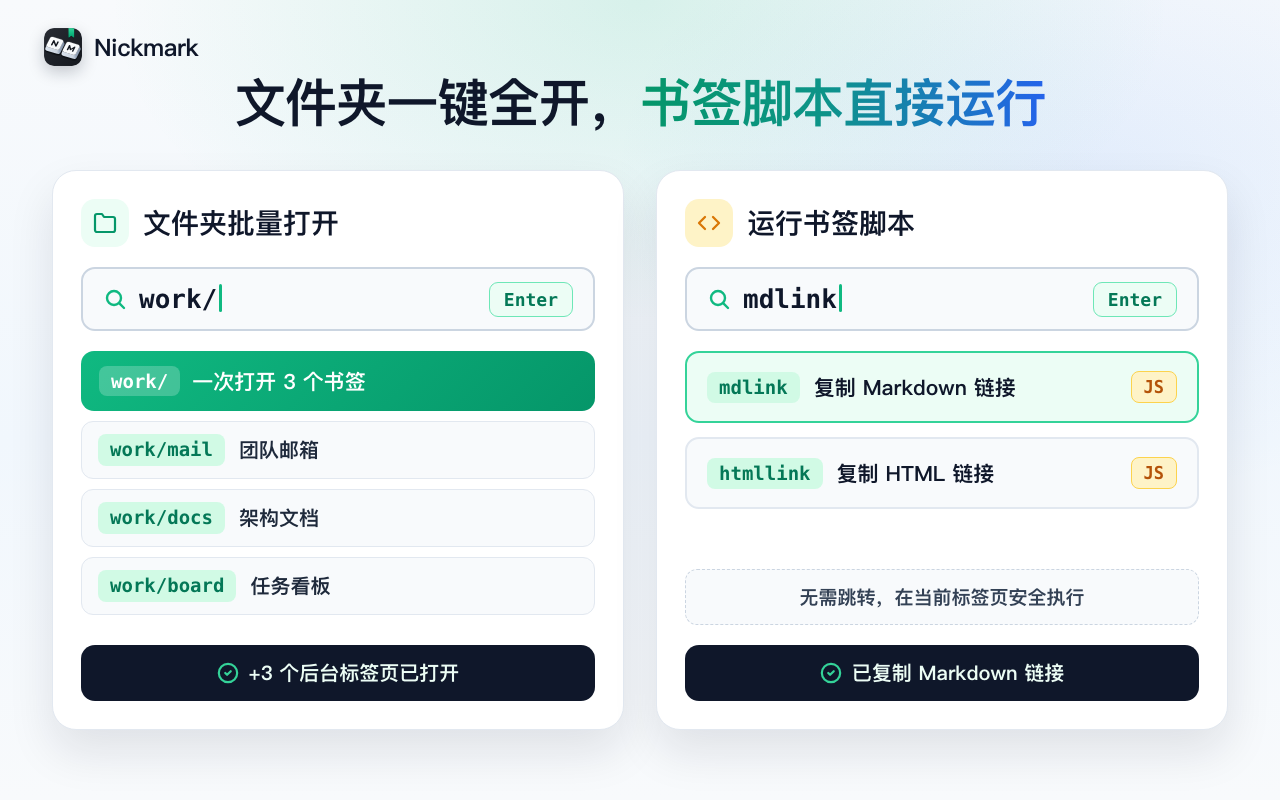 Nickmark
文件夹一键全开，书签脚本直接运行
文件夹批量打开
work/
Enter
work/ 一次打开 3 个书签
work/mail 团队邮箱
work/docs 架构文档
work/board 任务看板
+3 个后台标签页已打开
运行书签脚本
mdlink
Enter
mdlink 复制 Markdown 链接 JS
htmllink 复制 HTML 链接 JS
无需跳转，在当前标签页安全执行
已复制 Markdown 链接